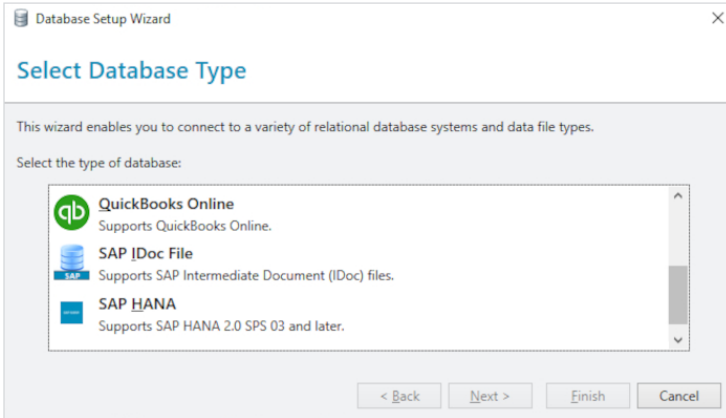 Database Setup Wizard
Select Database Type
This wizard enables you to connect to a variety of relational database systems and data file types.
Select the type of database:
qb
QuickBooks Online
Supports QuickBooks Online.
SAP IDoc File
SAP
Supports SAP Intermediate Document (IDoc) files.
SAP HANA
Supports SAP HANA 2.0 SPS 03 and later.
< Back
Next >
Finish
Cancel